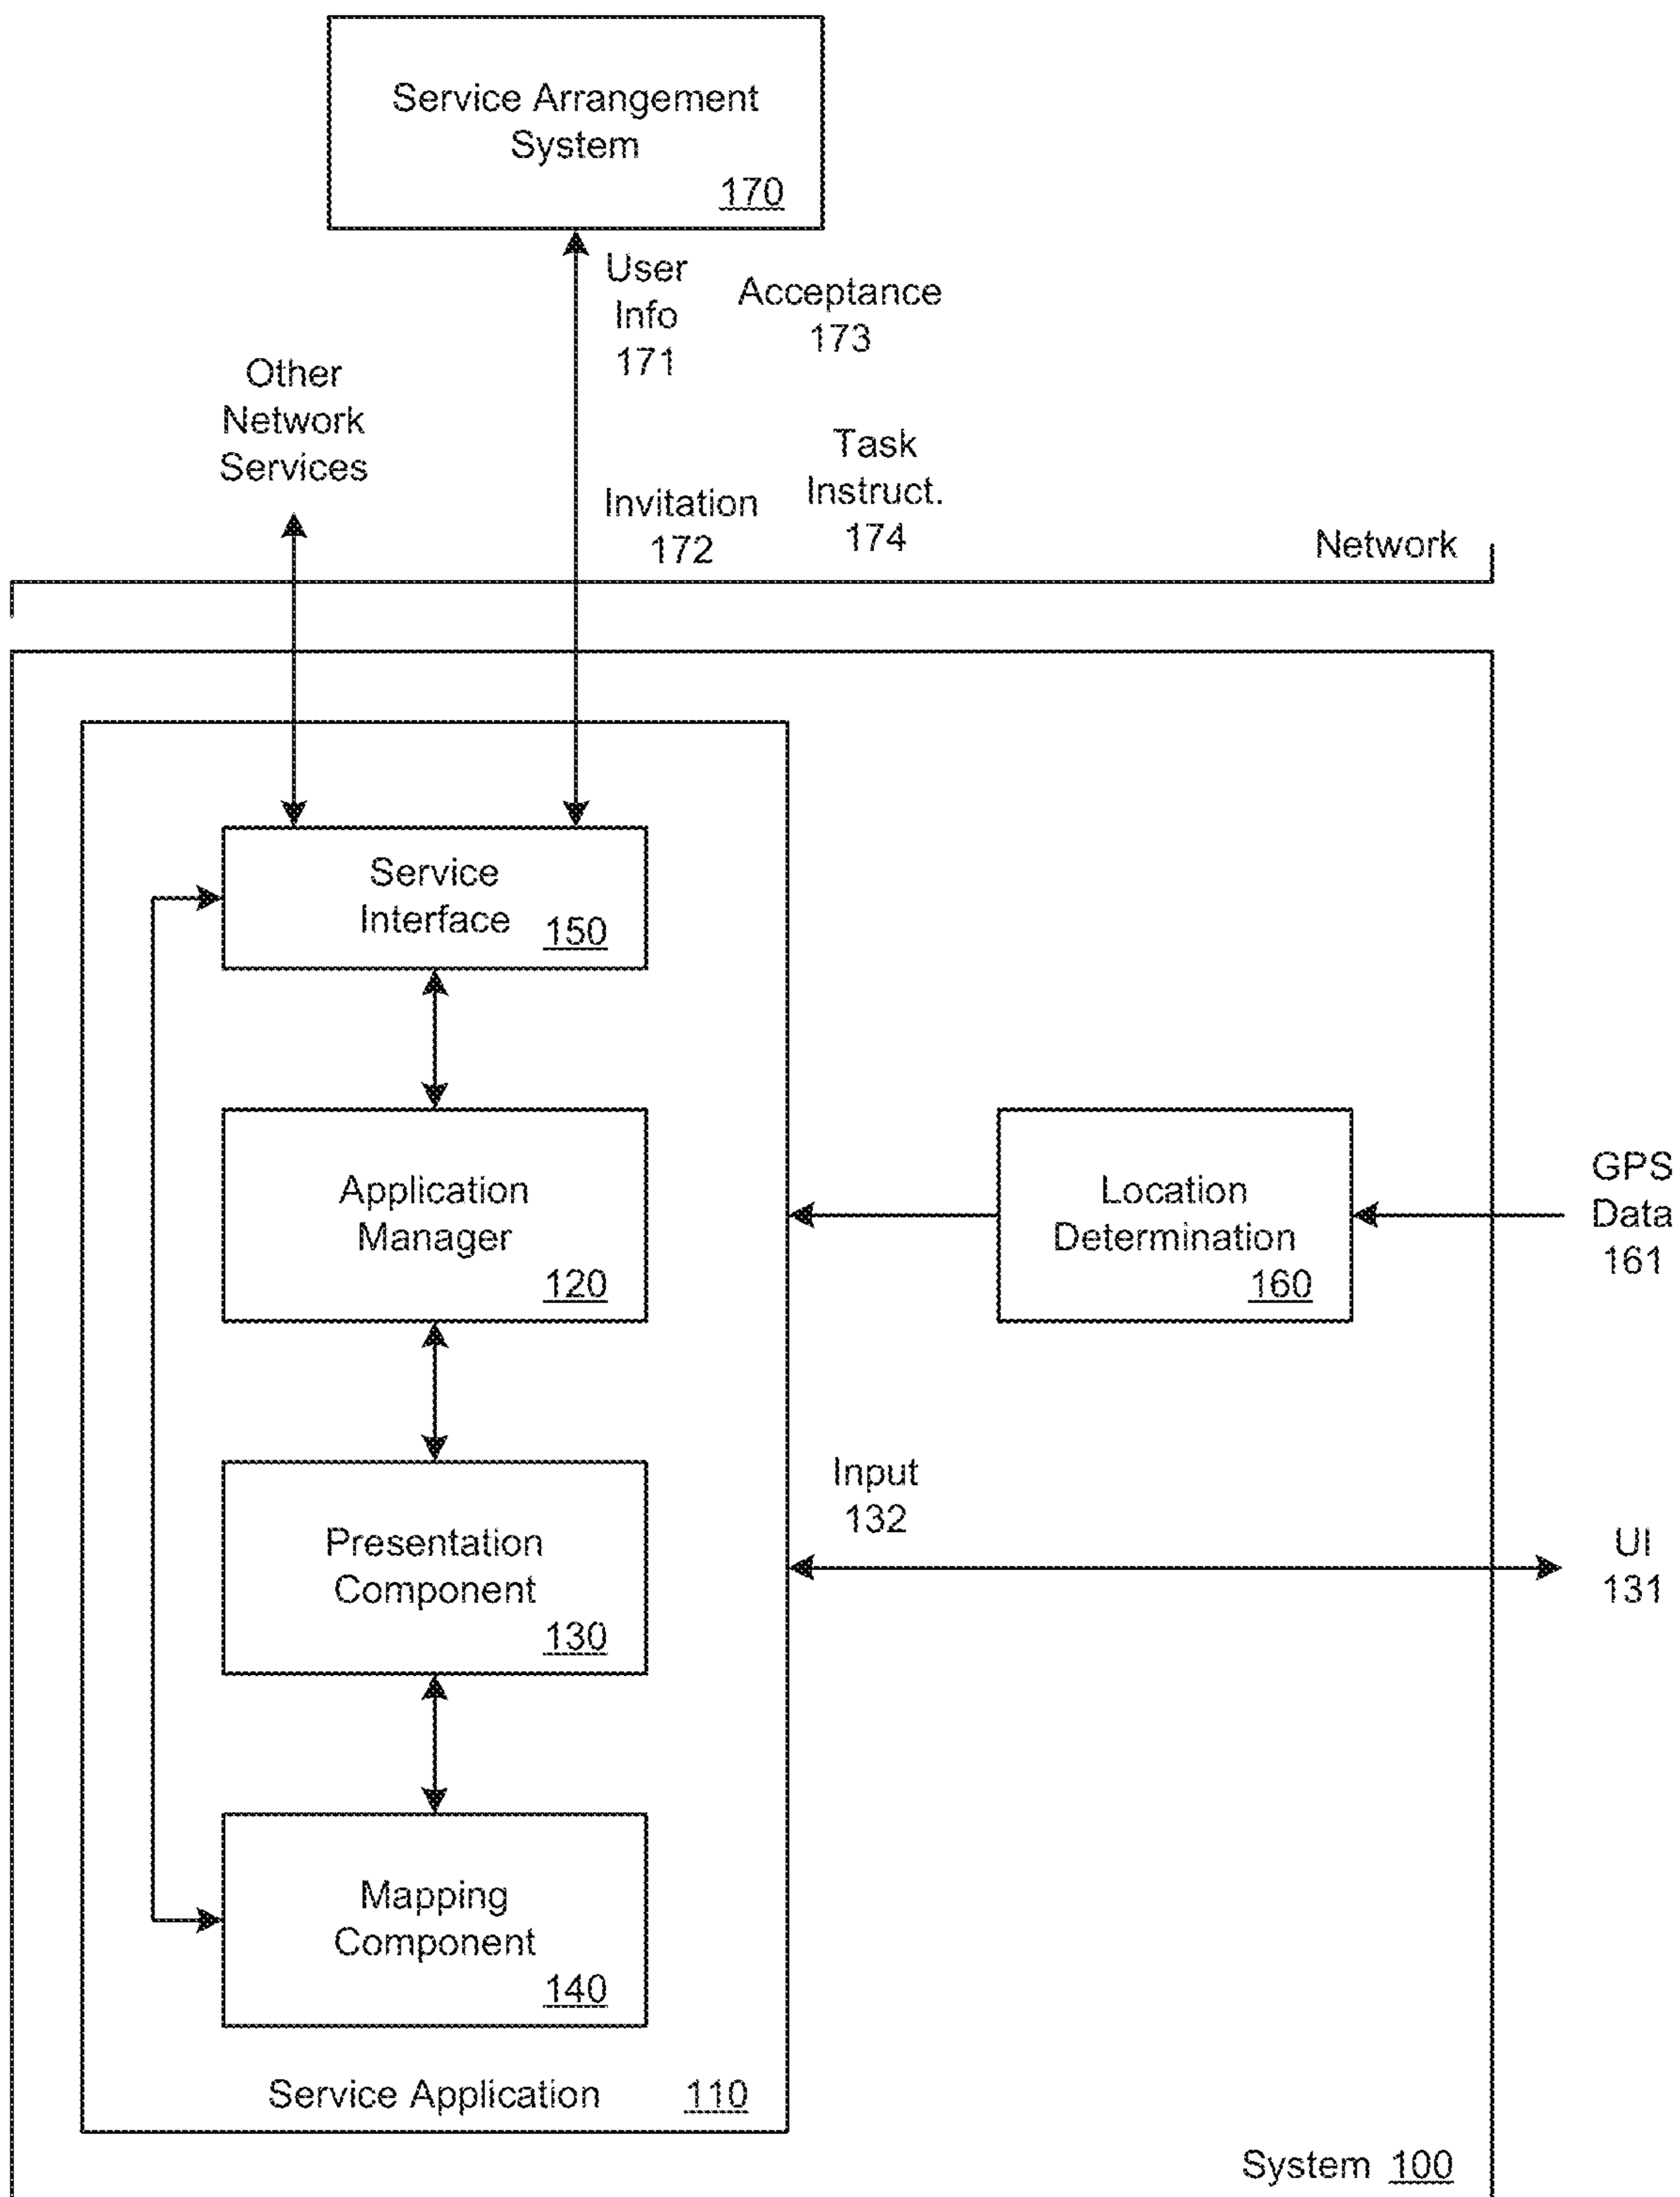 Service Arrangement
System
170
User
Info
171
Acceptance
173
Other
Network
Services
Invitation
172
Task
Instruct.
174
Network
Service
Interface
150
Application
Manager
120
Location
Determination
160
GPS
Data
161
Presentation
Component
130
Input
132
UI
131
Mapping
Component
140
Service Application 110
System 100